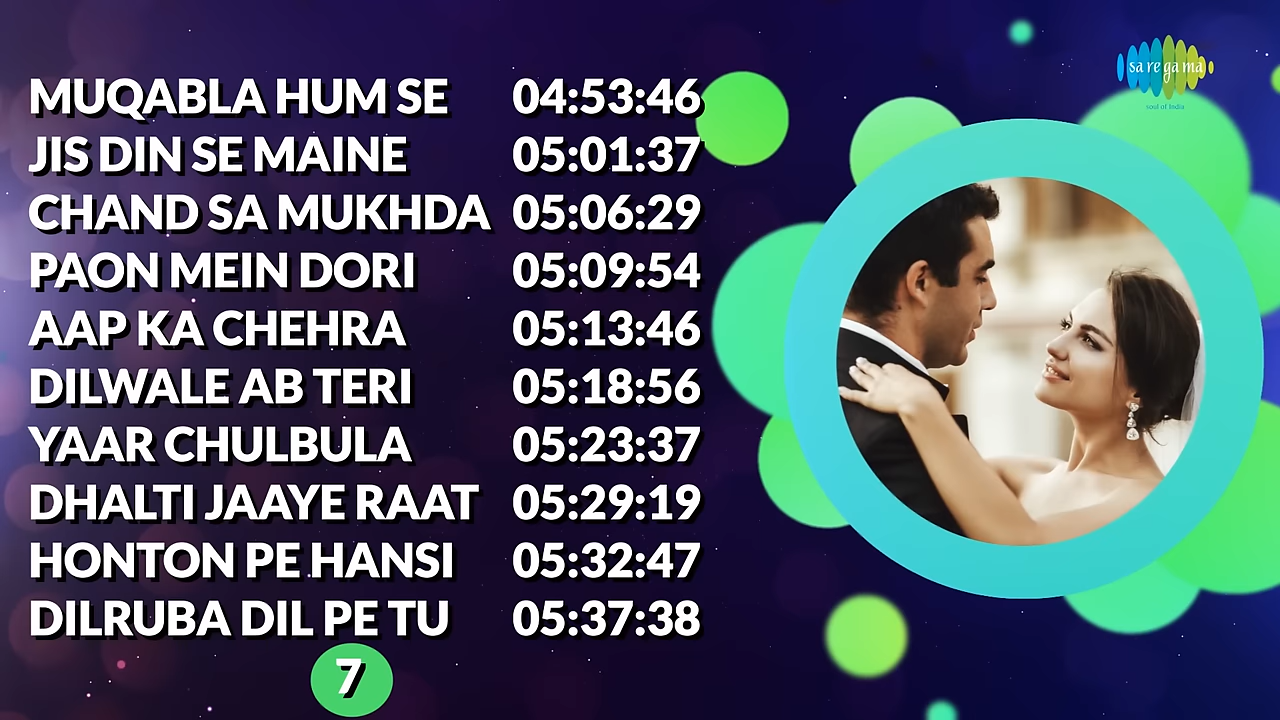 MUQABLA HUM SE 04:53:46
JIS DIN SE MAINE 05:01:37
CHAND SA MUKHDA 05:06:29
PAON MEIN DORI 05:09:54
AAP KA CHEHRA 05:13:46
DILWALE AB TERI 05:18:56
YAAR CHULBULA 05:23:37
DHALTI JAAYE RAAT 05:29:19
HONTON PE HANSI 05:32:47
DILRUBA DIL PE TU 05:37:38
7
sa re ga ma
soul of India